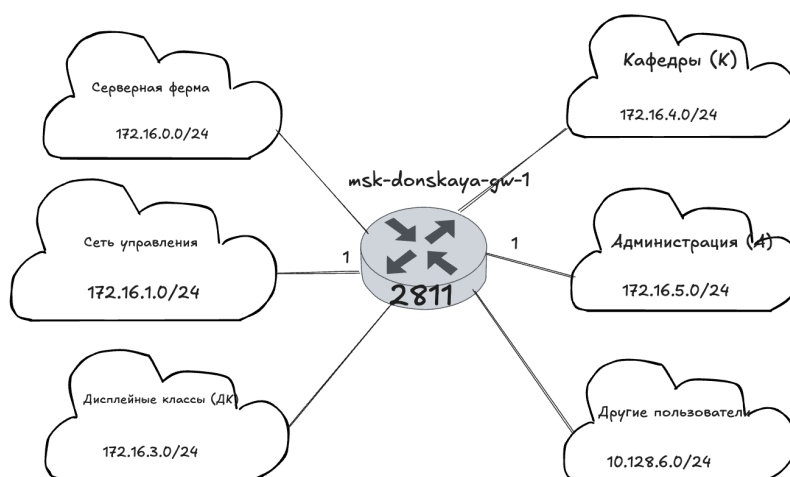 Серверная ферма
172.16.0.0/24
Кафедры (К)
172.16.4.0/24
msk-donskaya-gw-1
Сеть управления
172.16.1.0/24
1
1
2811
Администрация (А)
172.16.5.0/24
Дисплейные классы (ДК)
172.16.3.0/24
Другие пользователи
10.128.6.0/24